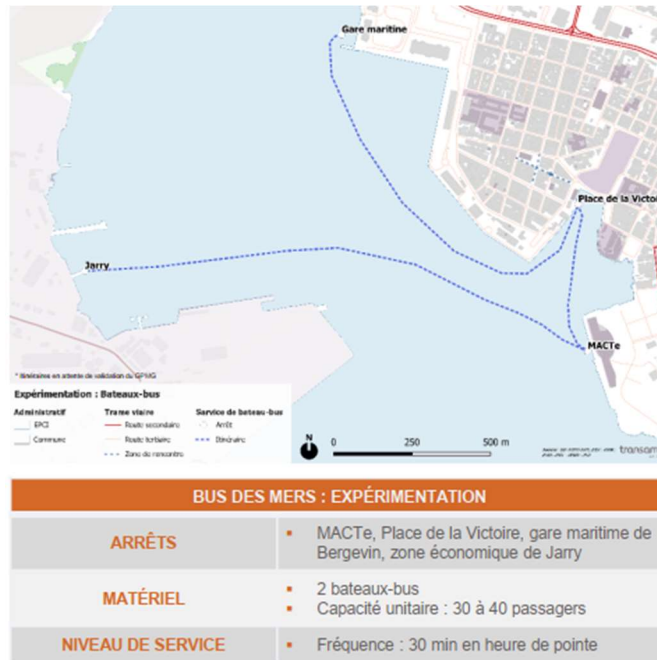 Gare maritine
Place de la Victoi
Jarry
MACTe
* Itinéraires en attente de validation du GPMG
Expérimentation : Bateaux-bus
Administratif
EPCI
Commune
Trame viaire
Route secondaire
Route tertiaire
Zone de rencontre
Service de bateau-bus
Arrêt
Itinéraire
N
0 250 500 m
transam
BUS DES MERS : EXPÉRIMENTATION
ARRÊTS
▪ MACTe, Place de la Victoire, gare maritime de
Bergevin, zone économique de Jarry
MATÉRIEL
▪ 2 bateaux-bus
▪ Capacité unitaire : 30 à 40 passagers
NIVEAU DE SERVICE
▪ Fréquence : 30 min en heure de pointe